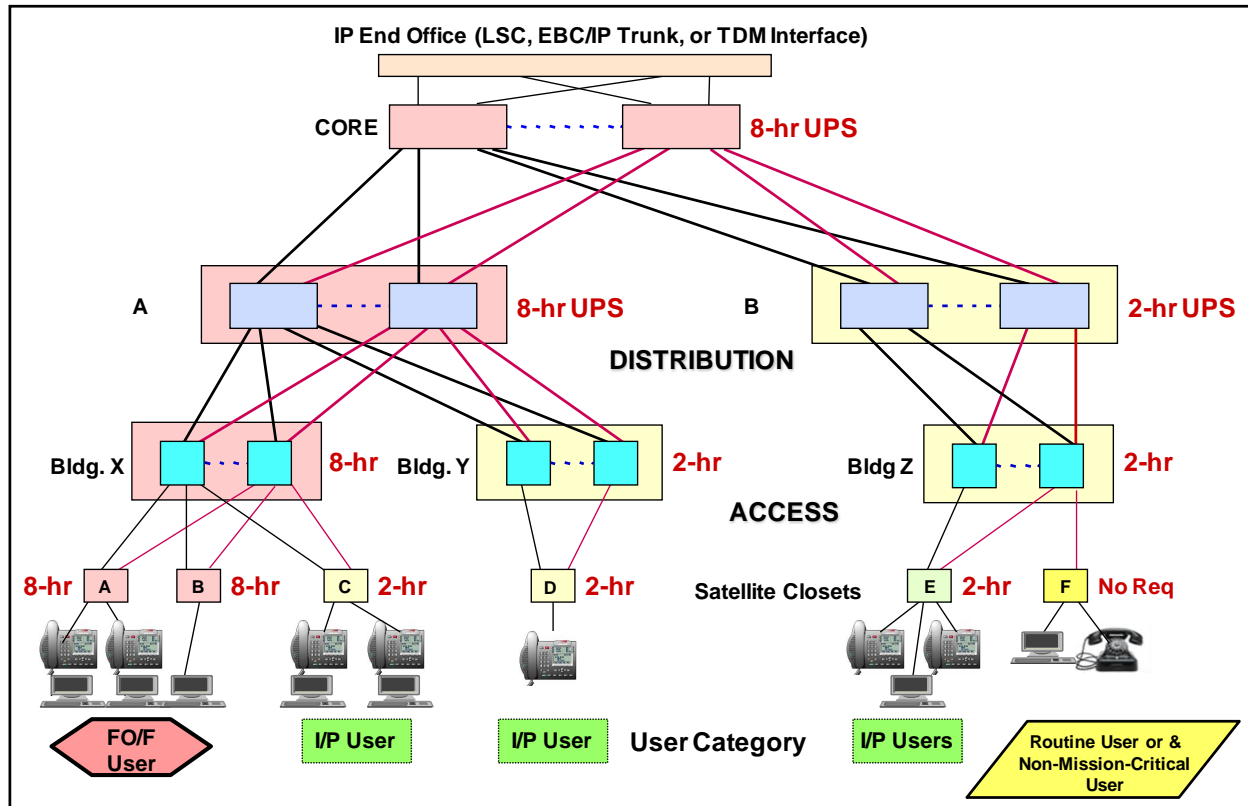 IP End Office (LSC, EBC/IP Trunk, or TDM Interface)
CORE
8-hr UPS
A
8-hr UPS
B
2-hr UPS
DISTRIBUTION
Bldg. X
8-hr
Bldg. Y
2-hr
Bldg Z
2-hr
ACCESS
8-hr
A
B
8-hr
C
2-hr
D
2-hr
Satellite Closets
E
2-hr
F
No Req
FO/F
User
I/P User
I/P User
User Category
I/P Users
Routine User or &
Non-Mission-Critical
User